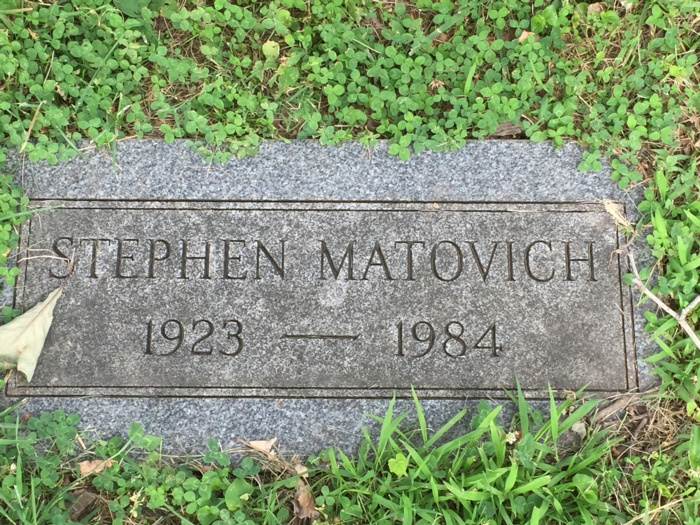 STEPHEN MATOVICH
1923 — 1984